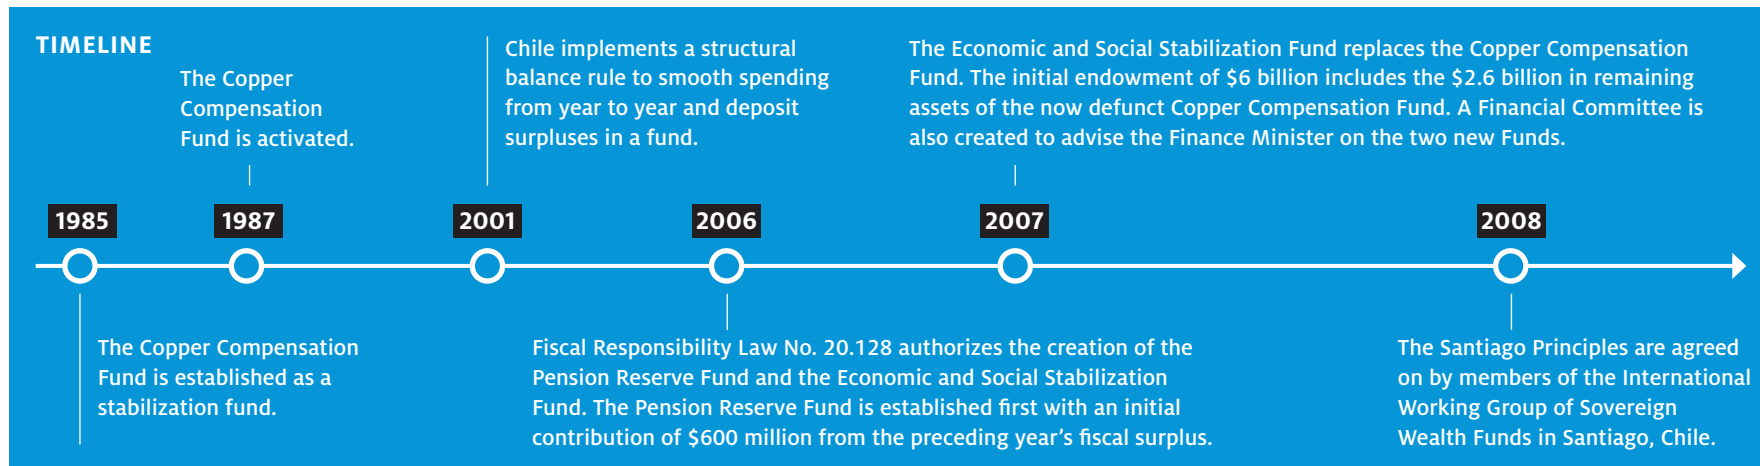 TIMELINE
The Copper
Compensation
Fund is activated.
Chile implements a structural
balance rule to smooth spending
from year to year and deposit
surpluses in a fund.
The Economic and Social Stabilization Fund replaces the Copper Compensation
Fund. The initial endowment of $6 billion includes the $2.6 billion in remaining
assets of the now defunct Copper Compensation Fund. A Financial Committee is
also created to advise the Finance Minister on the two new Funds.
1985
1987
2001
2006
2007
2008
The Copper Compensation
Fund is established as a
stabilization fund.
Fiscal Responsibility Law No. 20.128 authorizes the creation of the
Pension Reserve Fund and the Economic and Social Stabilization
Fund. The Pension Reserve Fund is established first with an initial
contribution of $600 million from the preceding year's fiscal surplus.
The Santiago Principles are agreed
on by members of the International
Working Group of Sovereign
Wealth Funds in Santiago, Chile.